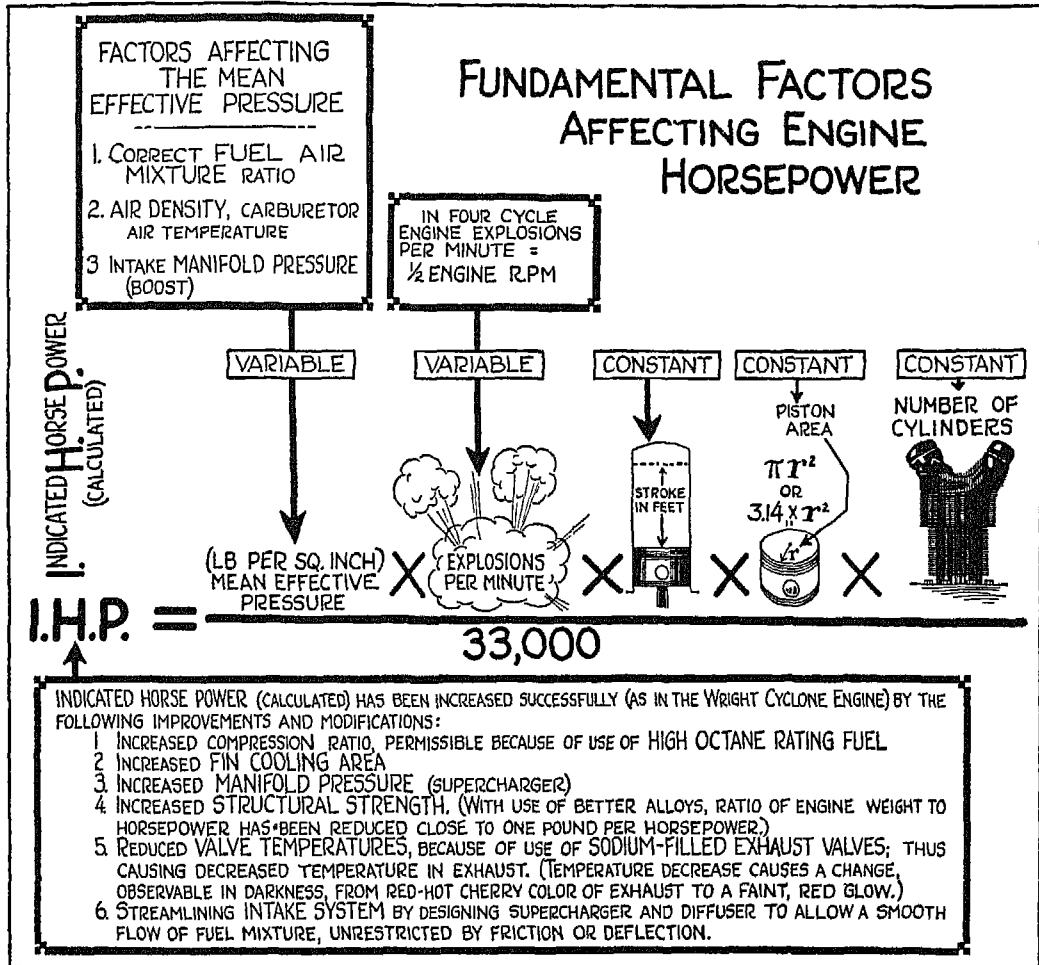 FUNDAMENTAL FACTORS
AFFECTING ENGINE
HORSEPOWER
FACTORS AFFECTING
THE MEAN
EFFECTIVE PRESSURE
1. CORRECT FUEL AIR
MIXTURE RATIO
2. AIR DENSITY, CARBURETOR
AIR TEMPERATURE
3 INTAKE MANIFOLD PRESSURE
(BOOST)
IN FOUR CYCLE
ENGINE EXPLOSIONS
PER MINUTE =
1/2 ENGINE R.P.M
VARIABLE
VARIABLE
CONSTANT
CONSTANT
CONSTANT
INDICATED HORSE POWER
(CALCULATED)
I.H.P. =
(LB PER SQ. INCH)
MEAN EFFECTIVE
PRESSURE
X
EXPLOSIONS
PER MINUTE
X
STROKE
IN FEET
X
PISTON
AREA
πr²
OR
3.14 x r²
r
X
NUMBER OF
CYLINDERS
33,000
INDICATED HORSE POWER (CALCULATED) HAS BEEN INCREASED SUCCESSFULLY (AS IN THE WRIGHT CYCLONE ENGINE) BY THE
FOLLOWING IMPROVEMENTS AND MODIFICATIONS:
1 INCREASED COMPRESSION RATIO, PERMISSIBLE BECAUSE OF USE OF HIGH OCTANE RATING FUEL
2 INCREASED FIN COOLING AREA
3. INCREASED MANIFOLD PRESSURE (SUPERCHARGER)
4. INCREASED STRUCTURAL STRENGTH. (WITH USE OF BETTER ALLOYS, RATIO OF ENGINE WEIGHT TO
HORSEPOWER HAS BEEN REDUCED CLOSE TO ONE POUND PER HORSEPOWER.)
5. REDUCED VALVE TEMPERATURES, BECAUSE OF USE OF SODIUM-FILLED EXHAUST VALVES; THUS
CAUSING DECREASED TEMPERATURE IN EXHAUST. (TEMPERATURE DECREASE CAUSES A CHANGE,
OBSERVABLE IN DARKNESS, FROM RED-HOT CHERRY COLOR OF EXHAUST TO A FAINT, RED GLOW.)
6. STREAMLINING INTAKE SYSTEM BY DESIGNING SUPERCHARGER AND DIFFUSER TO ALLOW A SMOOTH
FLOW OF FUEL MIXTURE, UNRESTRICTED BY FRICTION OR DEFLECTION.